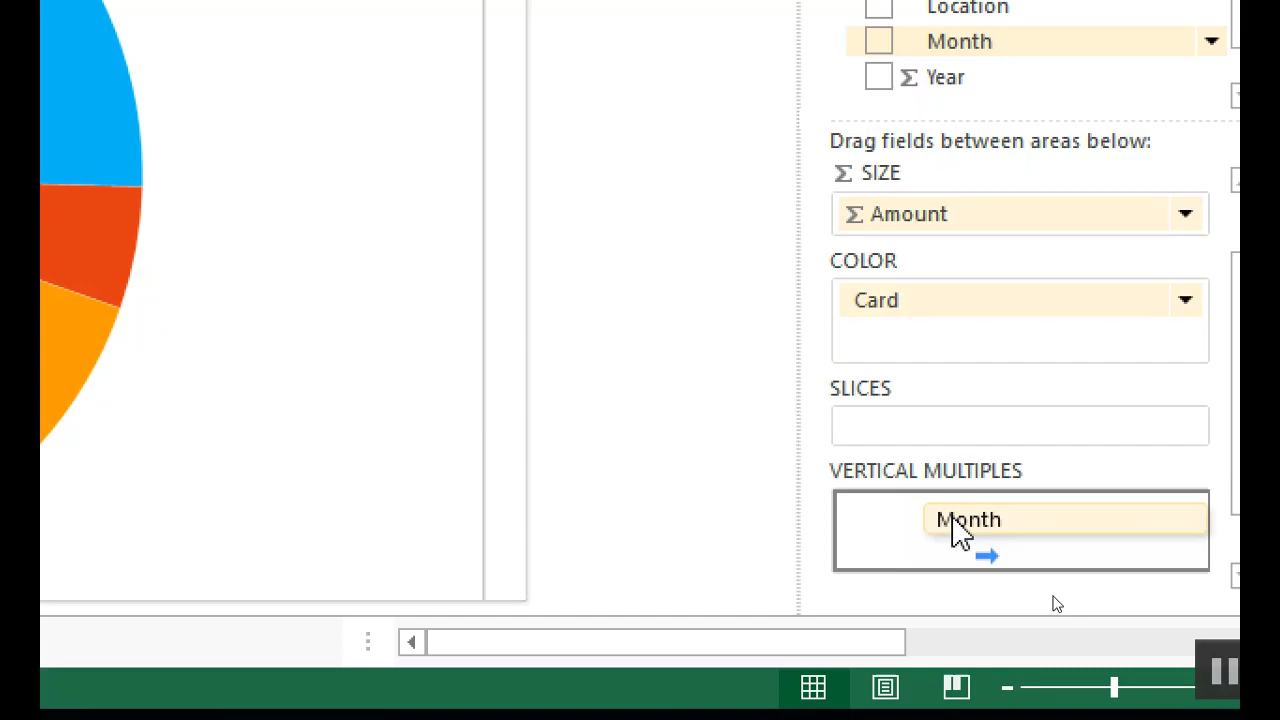 Location
Month
Σ Year
Drag fields between areas below:
Σ SIZE
Σ Amount
COLOR
Card
SLICES
VERTICAL MULTIPLES
Month